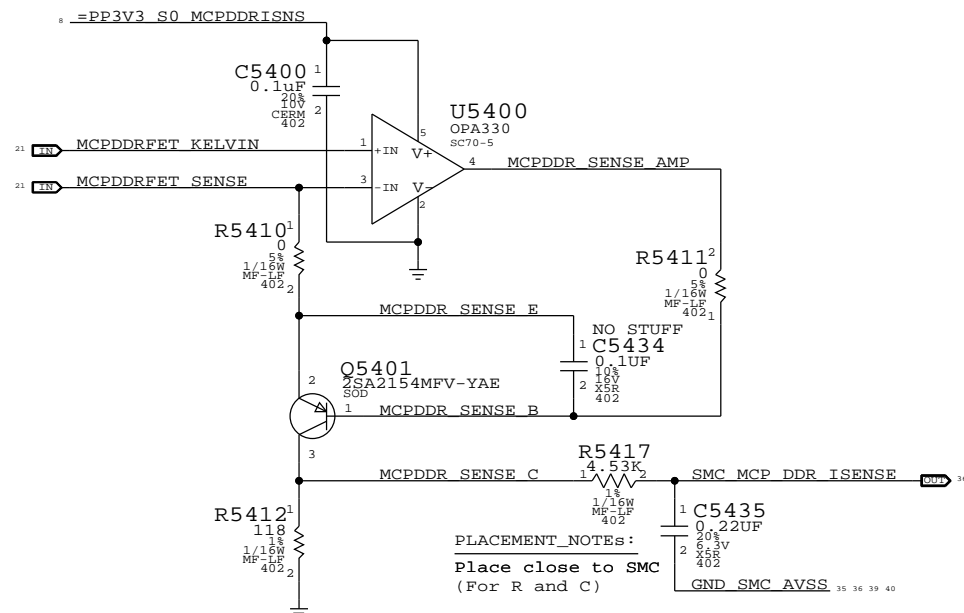 8 =PP3V3_S0_MCPDDRISNS
C5400 1
0.1uF
20%
10V 2
CERM
402
U5400
OPA330
SC70-5
21 IN MCPDDRFET_KELVIN 1 +IN V+ 5
4 MCPDDR_SENSE_AMP
21 IN MCPDDRFET_SENSE 3 -IN V- 2
R5410 1
0
5%
1/16W
MF-LF
402 2
R5411 2
0
5%
1/16W
MF-LF
402 1
MCPDDR_SENSE_E
NO STUFF
1 C5434
0.1UF
10%
2 16V
X5R
402
Q5401
2 2SA2154MFV-YAE
SOD
1 MCPDDR_SENSE_B
3
R5417
4.53K
MCPDDR_SENSE_C 1 2 SMC_MCP_DDR_ISENSE OUT 36
1%
1/16W
MF-LF
402
R5412 1
118
1%
1/16W
MF-LF
402 2
1 C5435
0.22UF
20%
2 6.3V
X5R
402
PLACEMENT_NOTEs:
Place close to SMC
(For R and C)
GND_SMC_AVSS 35 36 39 40